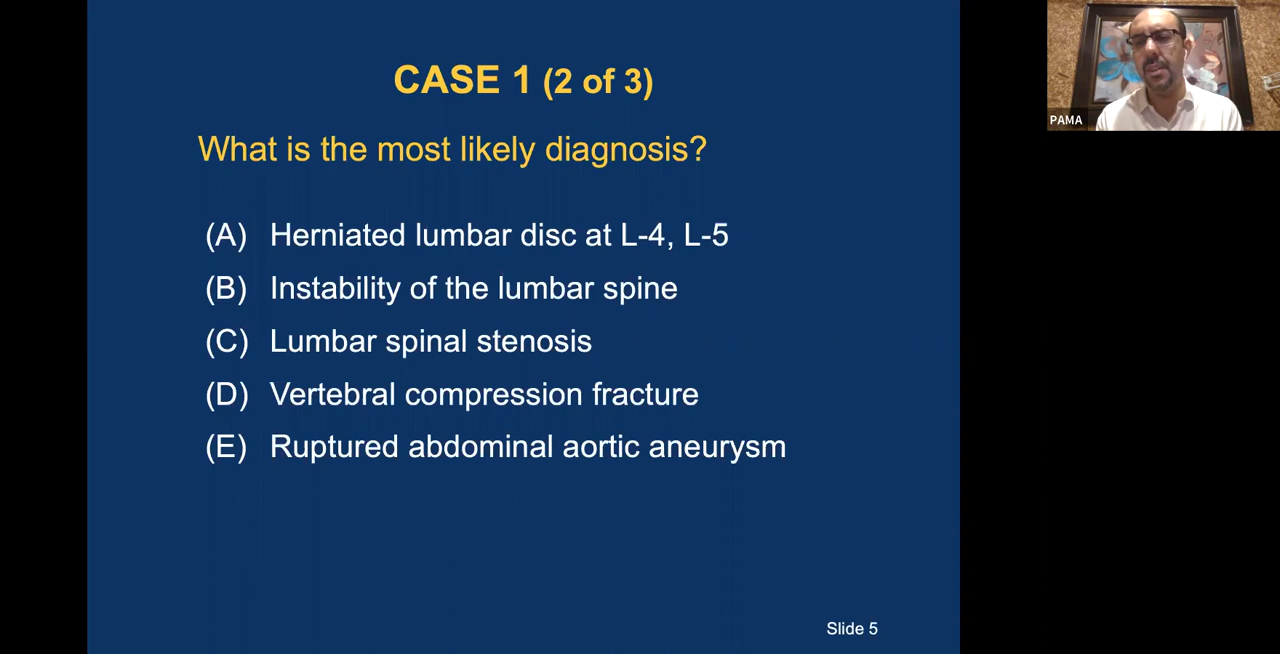 CASE 1 (2 of 3)
What is the most likely diagnosis?
(A) Herniated lumbar disc at L-4, L-5
(B) Instability of the lumbar spine
(C) Lumbar spinal stenosis
(D) Vertebral compression fracture
(E) Ruptured abdominal aortic aneurysm
Slide 5
PAMA